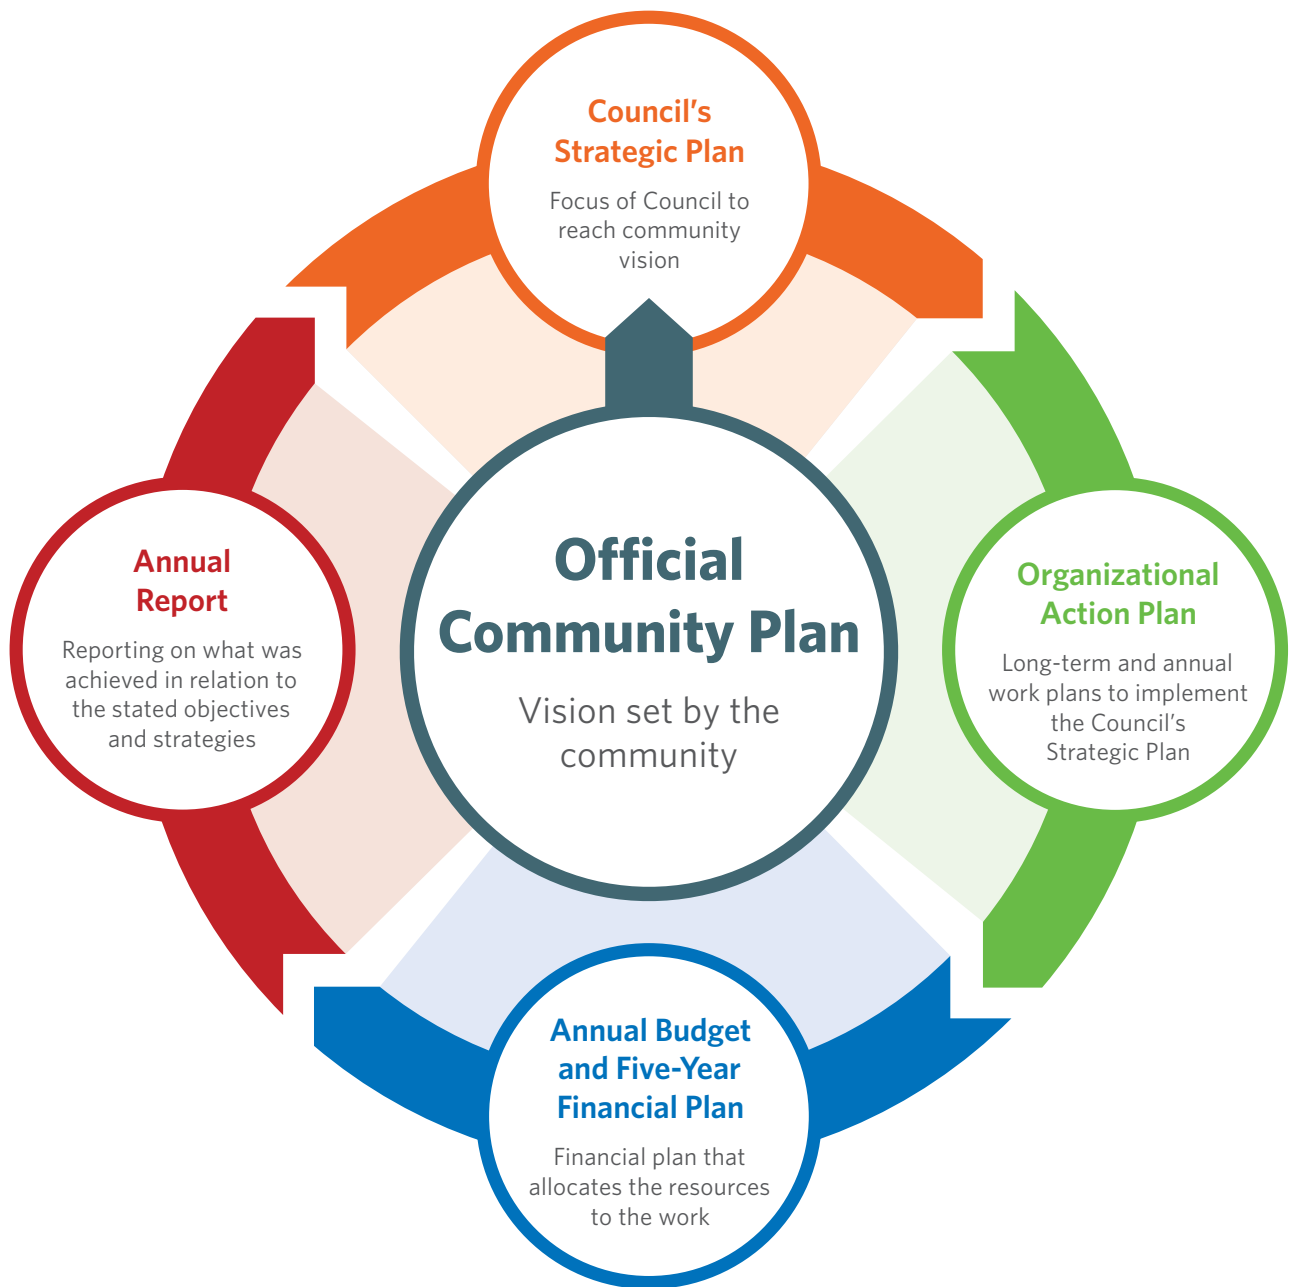 Council’s
Strategic Plan
Focus of Council to
reach community
vision
Official
Community Plan
Vision set by the
community
Annual
Report
Reporting on what was
achieved in relation to
the stated objectives
and strategies
Organizational
Action Plan
Long-term and annual
work plans to implement
the Council’s
Strategic Plan
Annual Budget
and Five-Year
Financial Plan
Financial plan that
allocates the resources
to the work